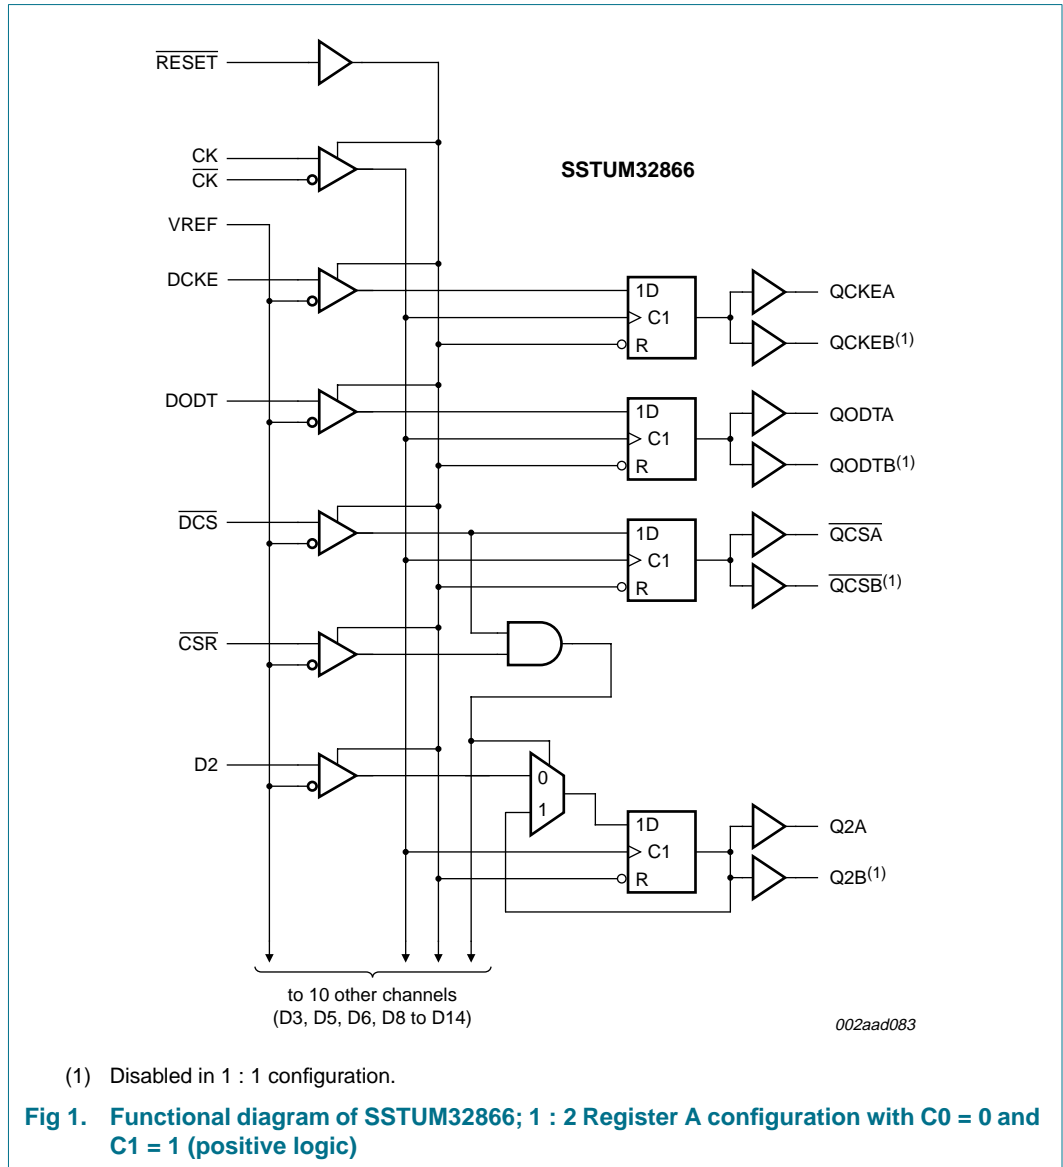 RESET
CK
CK
SSTUM32866
VREF
DCKE
1D
C1
R
QCKEA
QCKEB(1)
DODT
1D
C1
R
QODTA
QODTB(1)
DCS
1D
C1
R
QCSA
QCSB(1)
CSR
D2
0
1
1D
C1
R
Q2A
Q2B(1)
to 10 other channels
(D3, D5, D6, D8 to D14)
002aad083
(1) Disabled in 1 : 1 configuration.
Fig 1. Functional diagram of SSTUM32866; 1 : 2 Register A configuration with C0 = 0 and
C1 = 1 (positive logic)